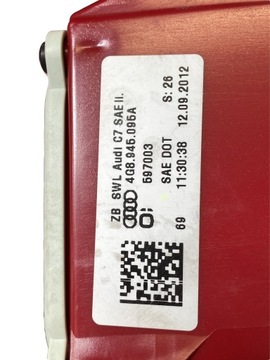 ZB SWL Audi C7 SAE II.
4G8.945.095A
597003
SAE DOT
11:30:38
69
S: 26
12.09.2012